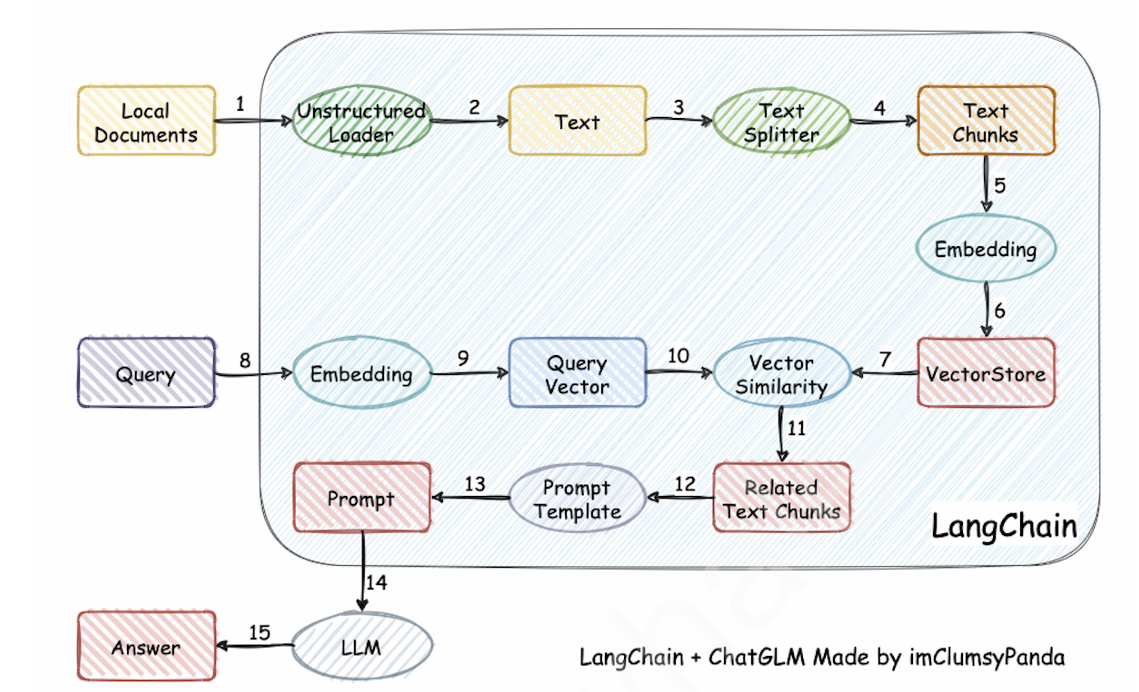 1
2
3
4
Local
Documents
Unstructured
Loader
Text
Text
Splitter
Text
Chunks
5
Embedding
6
8
9
10
7
Query
Embedding
Query
Vector
Vector
Similarity
VectorStore
11
13
12
Prompt
Prompt
Template
Related
Text Chunks
LangChain
14
15
Answer
LLM
LangChain + ChatGLM Made by imClumsyPanda